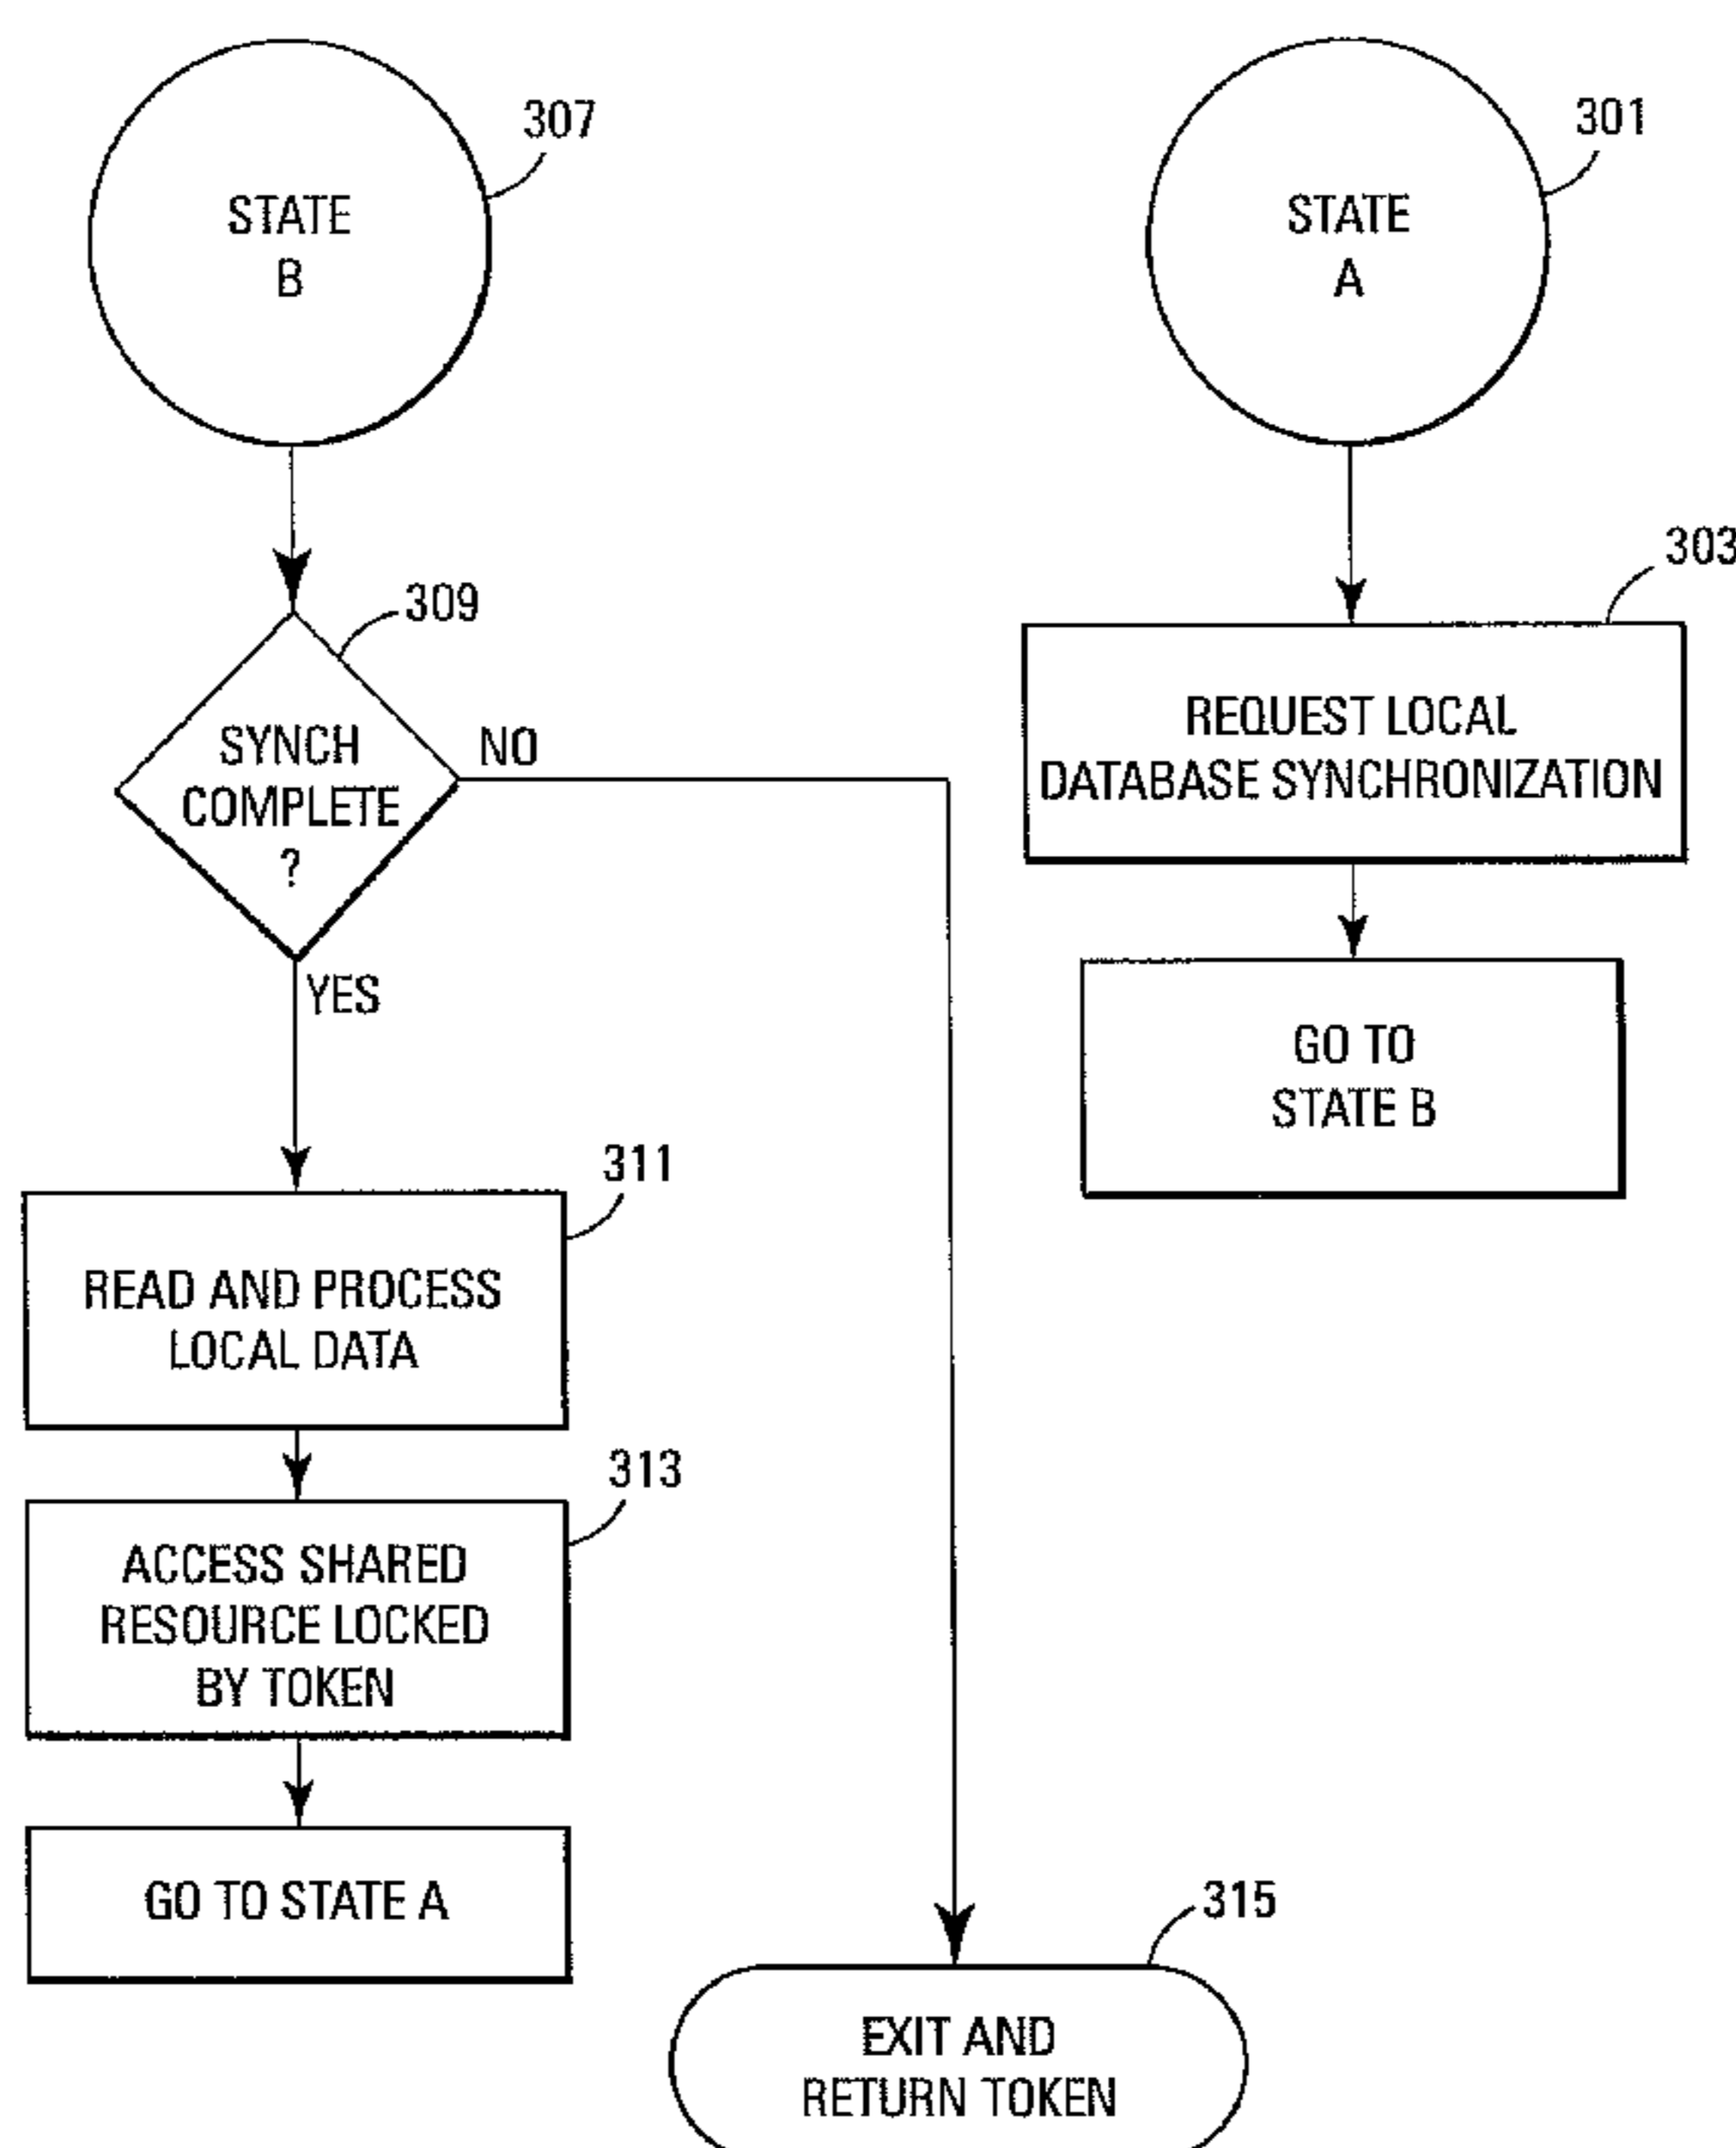 307
STATE
B
309
SYNCH
COMPLETE
?
NO
YES
311
READ AND PROCESS
LOCAL DATA
313
ACCESS SHARED
RESOURCE LOCKED
BY TOKEN
GO TO STATE A
301
STATE
A
303
REQUEST LOCAL
DATABASE SYNCHRONIZATION
GO TO
STATE B
315
EXIT AND
RETURN TOKEN